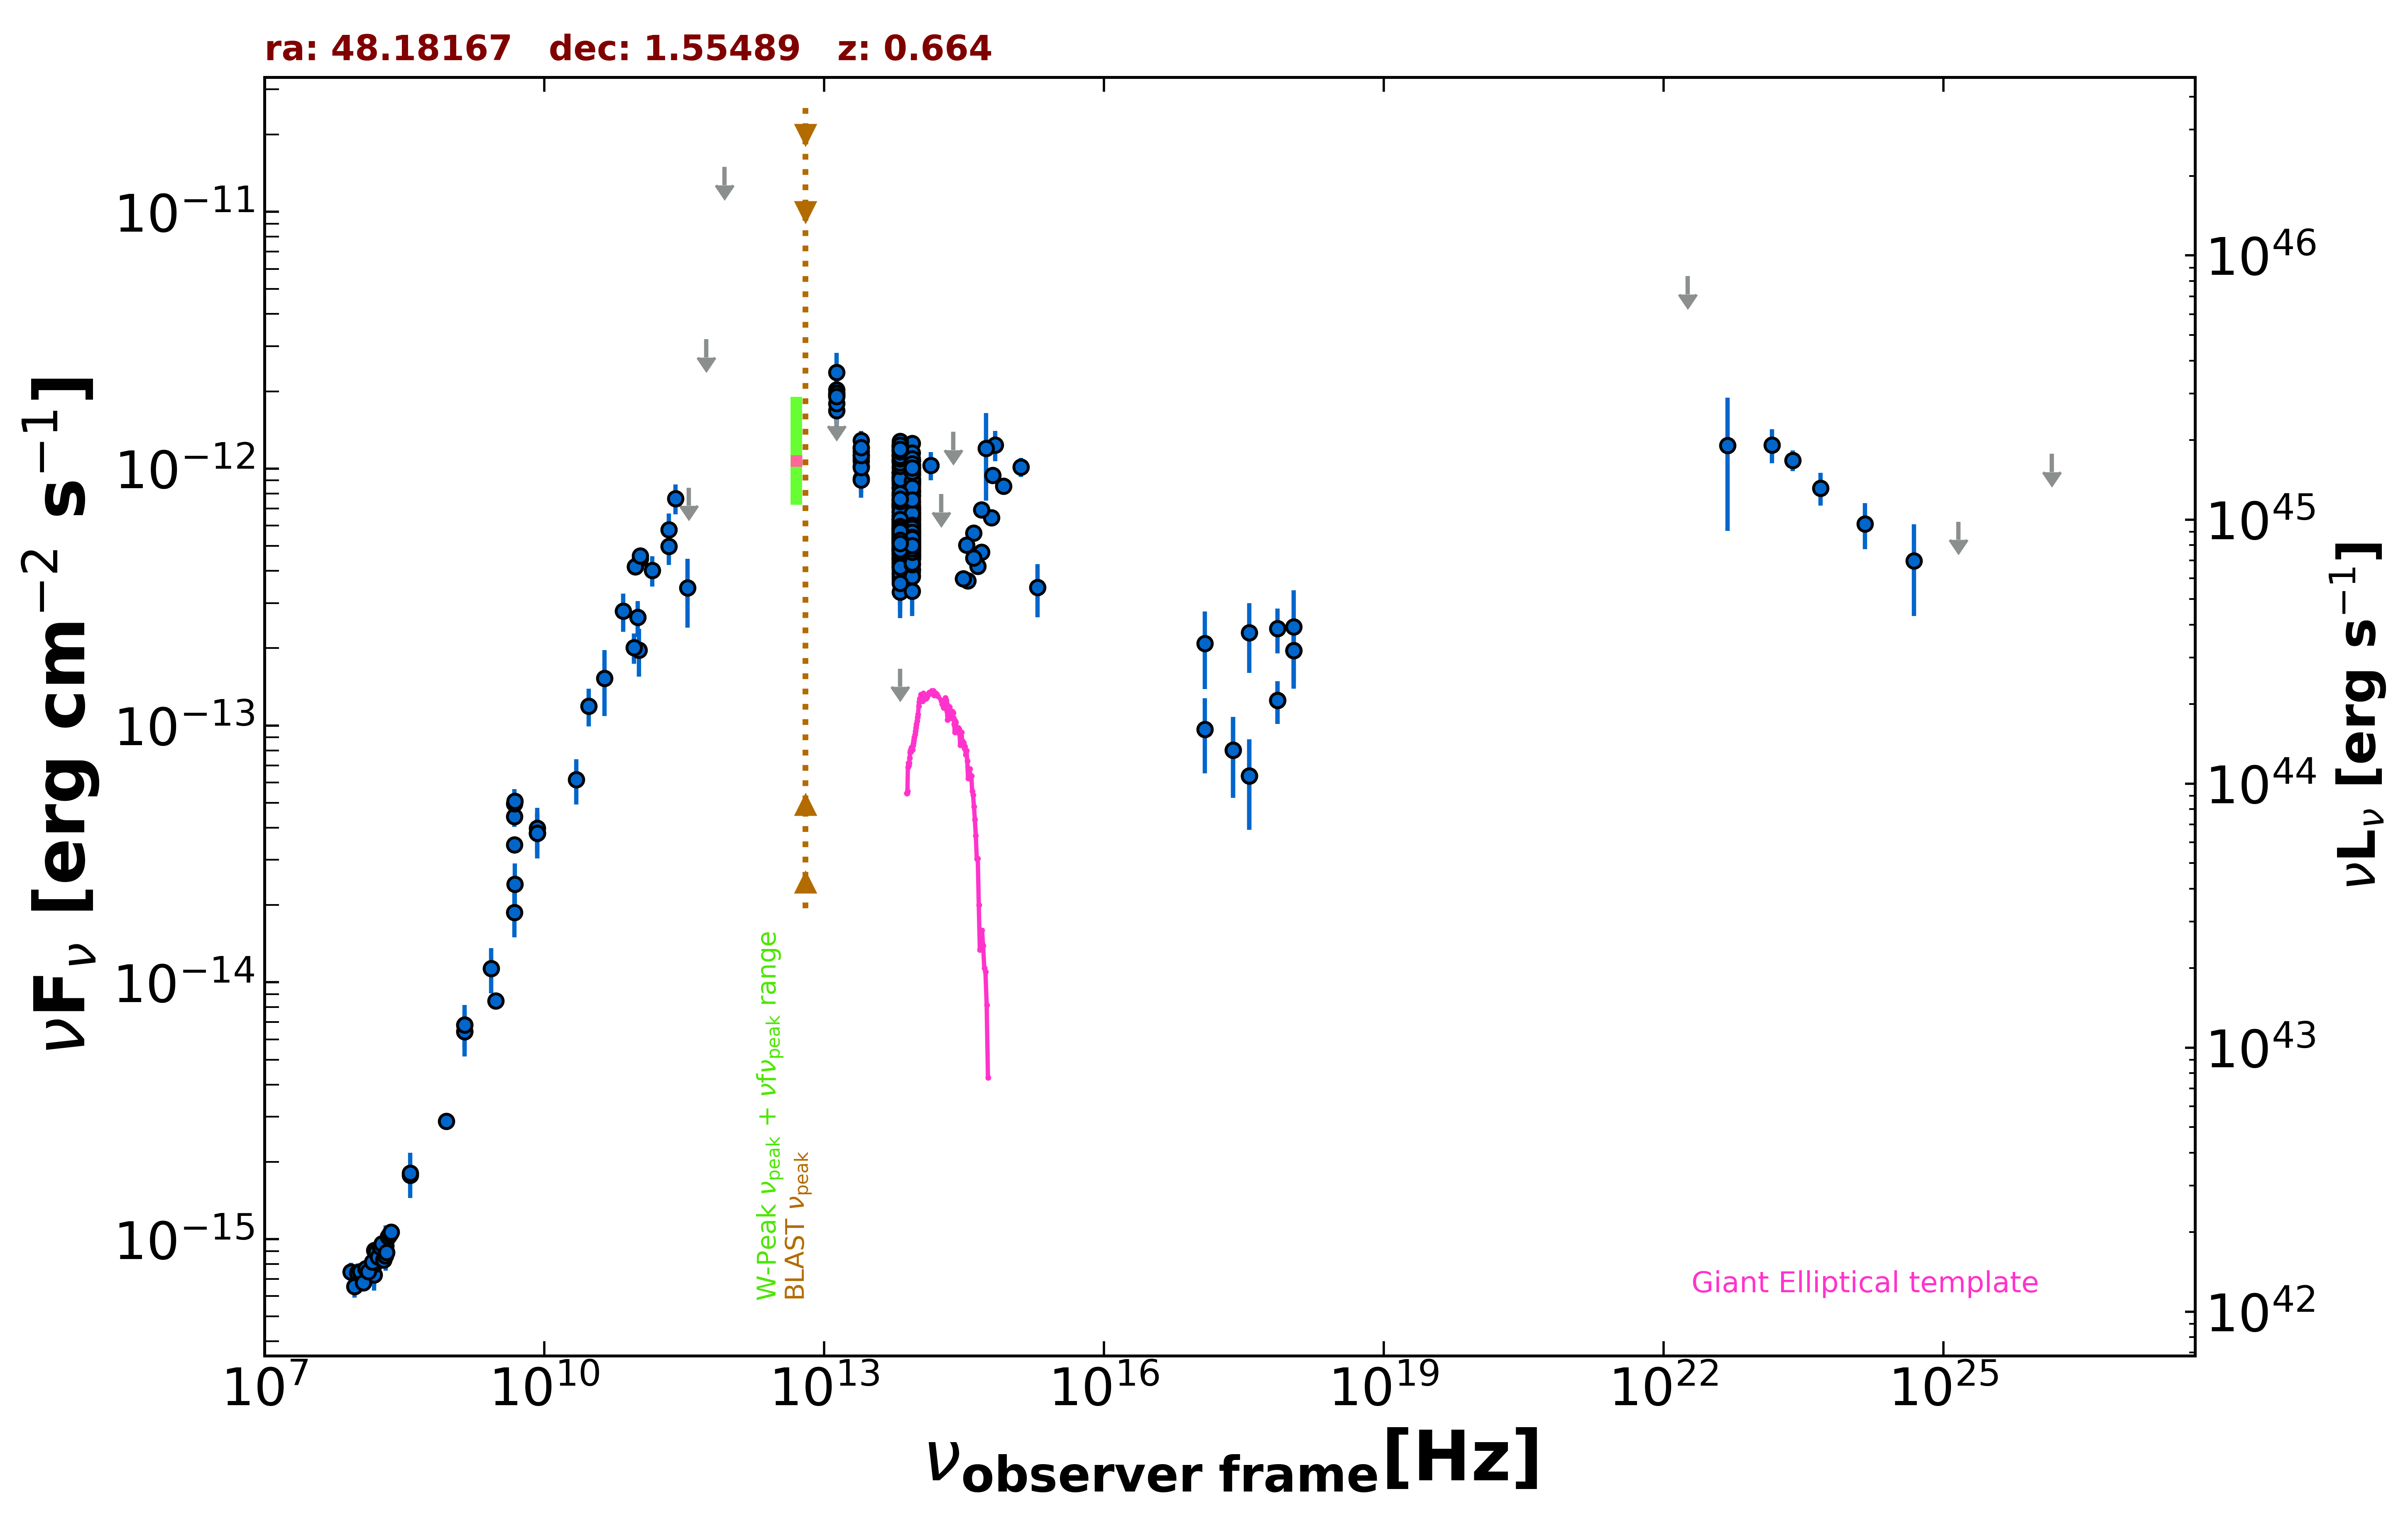 ra: 48.18167 dec: 1.55489 z: 0.664
νF_ν [erg cm⁻² s⁻¹]
10⁻¹¹
10⁻¹²
10⁻¹³
10⁻¹⁴
10⁻¹⁵
W-Peak ν_peak + νfν_peak range
BLAST ν_peak
Giant Elliptical template
10⁴⁶
10⁴⁵
10⁴⁴
10⁴³
10⁴²
νL_ν [erg s⁻¹]
10⁷ 10¹⁰ 10¹³ 10¹⁶ 10¹⁹ 10²² 10²⁵
ν_observer frame [Hz]